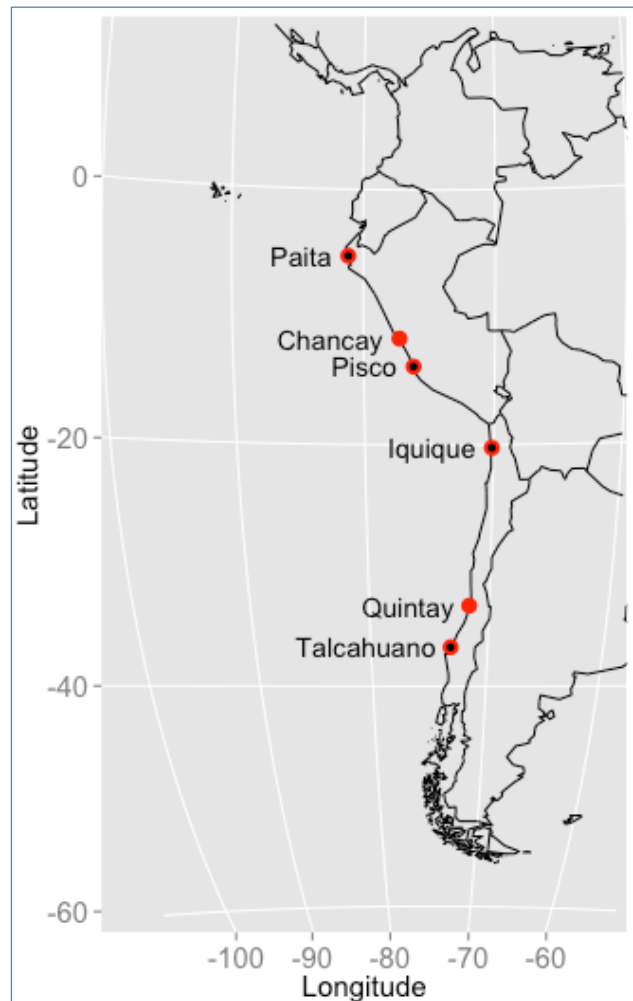 0
Paita
Chancay
Pisco
-20
Iquique
Latitude
Quintay
Talcahuano
-40
-60
-100 -90 -80 -70 -60
Longitude